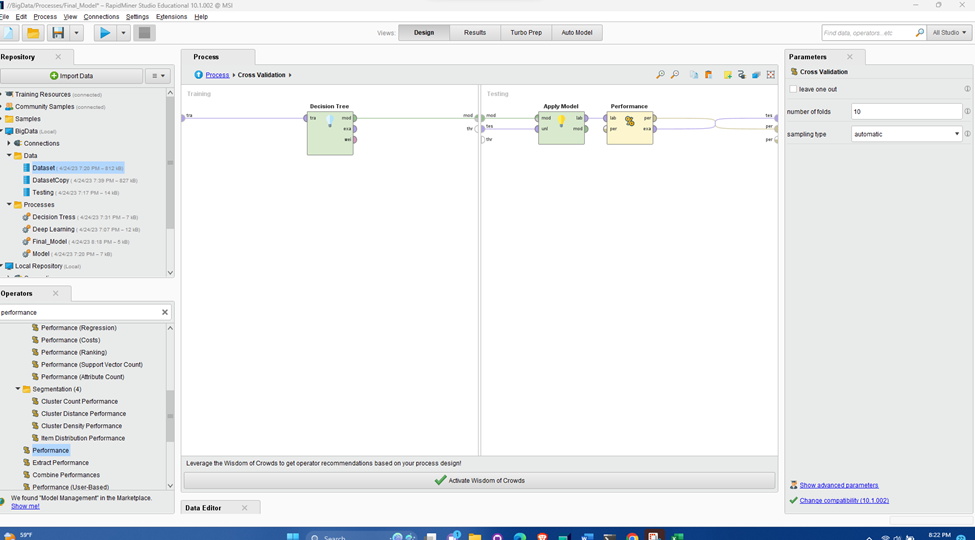 //BigData/Processes/Final_Model* – RapidMiner Studio Educational 10.1.002 @ MSI
File Edit Process View Connections Settings Extensions Help
Views: Design Results Turbo Prep Auto Model
Find data, operators...etc All Studio
Repository
Import Data
Training Resources (connected)
Community Samples (connected)
Samples
BigData (Local)
Connections
Data
Dataset (4/24/23 7:20 PM – 812 kB)
DatasetCopy (4/24/23 7:38 PM – 827 kB)
Testing (4/24/23 7:17 PM – 14 kB)
Processes
Decision Tress (4/24/23 7:31 PM – 7 kB)
Deep Learning (4/24/23 7:07 PM – 12 kB)
Final_Model (4/24/23 8:18 PM – 5 kB)
Model (4/24/23 7:28 PM – 7 kB)
Local Repository (Local)
Operators
performance
Performance (Regression)
Performance (Costs)
Performance (Ranking)
Performance (Support Vector Count)
Performance (Attribute Count)
Segmentation (4)
Cluster Count Performance
Cluster Distance Performance
Cluster Density Performance
Item Distribution Performance
Performance
Extract Performance
Combine Performances
Performance (User-Based)
We found "Model Management" in the Marketplace.
Show me!
Process
Process Cross Validation
Training
tra
Decision Tree
tra mod
exa
wei
mod
thr
Testing
mod
tes
thr
Apply Model
mod lab
unl mod
Performance
lab per
per exa
tes
per
per
Leverage the Wisdom of Crowds to get operator recommendations based on your process design!
Activate Wisdom of Crowds
Data Editor
Parameters
Cross Validation
leave one out
number of folds 10
sampling type automatic
Show advanced parameters
Change compatibility (10.1.002)
59°F
Search
8:22 PM